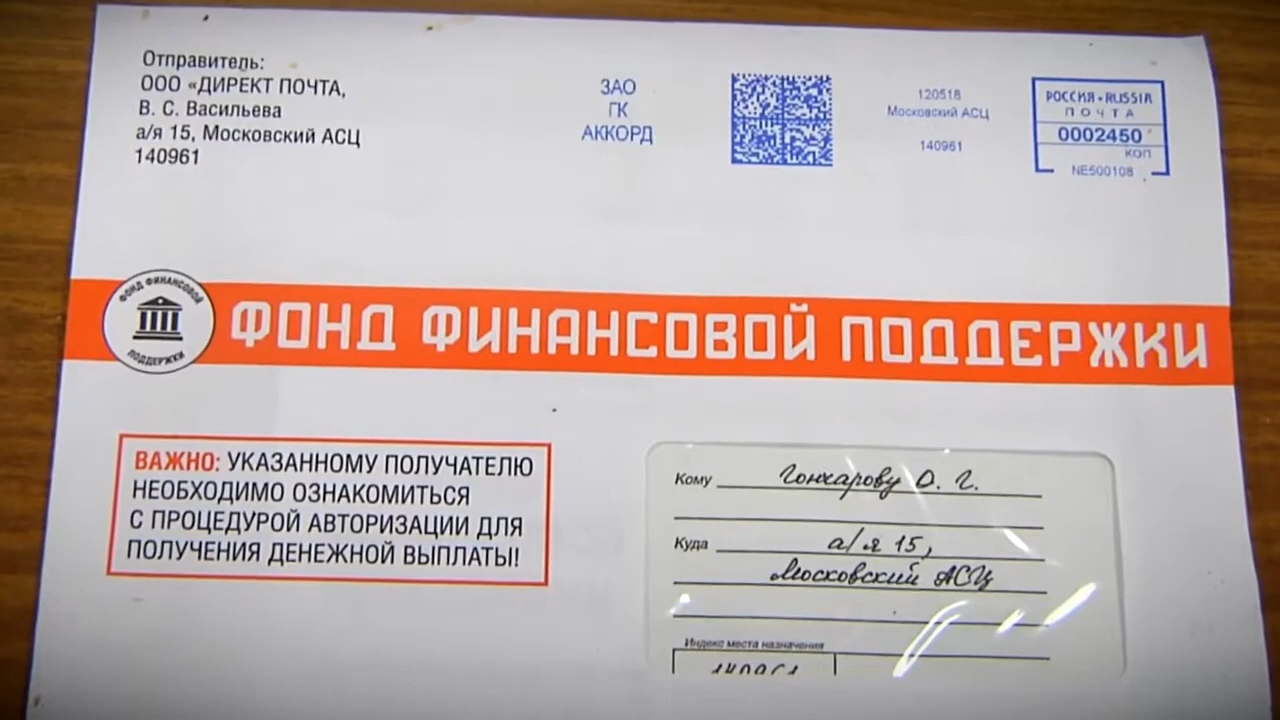 Отправитель:
ООО «ДИРЕКТ ПОЧТА,
В. С. Васильева
а/я 15, Московский АСЦ
140961
ЗАО
ГК
АККОРД
120518
Московский АСЦ
140961
РОССИЯ - RUSSIA
ПОЧТА
0002450
КОП
NE500108
ФОНД ФИНАНСОВОЙ
ПОДДЕРЖКИ
ФОНД ФИНАНСОВОЙ ПОДДЕРЖКИ
ВАЖНО: УКАЗАННОМУ ПОЛУЧАТЕЛЮ
НЕОБХОДИМО ОЗНАКОМИТЬСЯ
С ПРОЦЕДУРОЙ АВТОРИЗАЦИИ ДЛЯ
ПОЛУЧЕНИЯ ДЕНЕЖНОЙ ВЫПЛАТЫ!
Кому Гончарову О. Г.
Куда а/я 15,
Московский АСЦ
Индекс места назначения